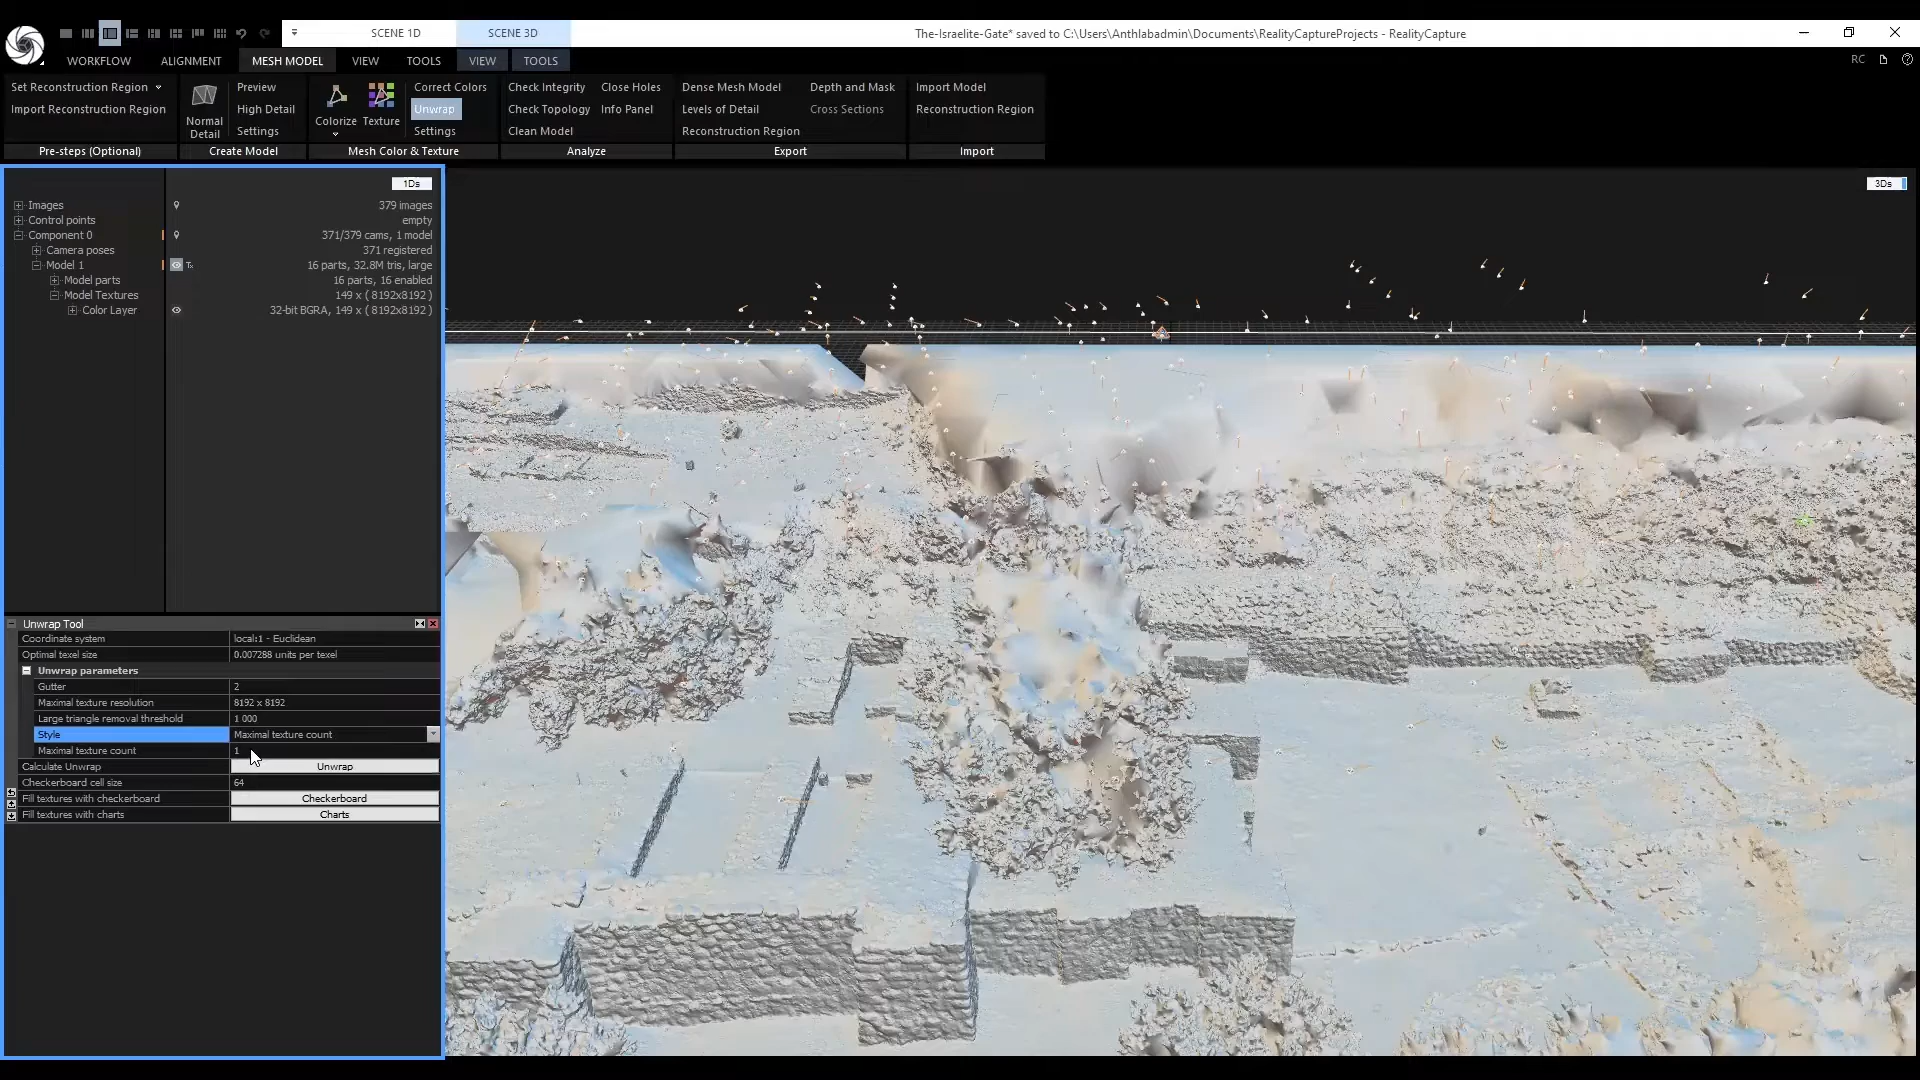 SCENE 1D
SCENE 3D
The-Israelite-Gate* saved to C:\Users\Anthlabadmin\Documents\RealityCaptureProjects - RealityCapture
WORKFLOW
ALIGNMENT
MESH MODEL
VIEW
TOOLS
VIEW
TOOLS
RC
Set Reconstruction Region
Import Reconstruction Region
Pre-steps (Optional)
Normal
Detail
Preview
High Detail
Settings
Create Model
Colorize
Texture
Correct Colors
Unwrap
Settings
Mesh Color & Texture
Check Integrity
Close Holes
Check Topology
Info Panel
Clean Model
Analyze
Dense Mesh Model
Depth and Mask
Levels of Detail
Cross Sections
Reconstruction Region
Export
Import Model
Reconstruction Region
Import
1Ds
3Ds
Images 379 images
Control points empty
Component 0 371/379 cams, 1 model
Camera poses 371 registered
Model 1 Tx 16 parts, 32.8M tris, large
Model parts 16 parts, 16 enabled
Model Textures 149 x ( 8192x8192 )
Color Layer 32-bit BGRA, 149 x ( 8192x8192 )
Unwrap Tool
Coordinate system local:1 - Euclidean
Optimal texel size 0.007288 units per texel
Unwrap parameters
Gutter 2
Maximal texture resolution 8192 x 8192
Large triangle removal threshold 1 000
Style Maximal texture count
Maximal texture count 1
Calculate Unwrap Unwrap
Checkerboard cell size 64
Fill textures with checkerboard Checkerboard
Fill textures with charts Charts